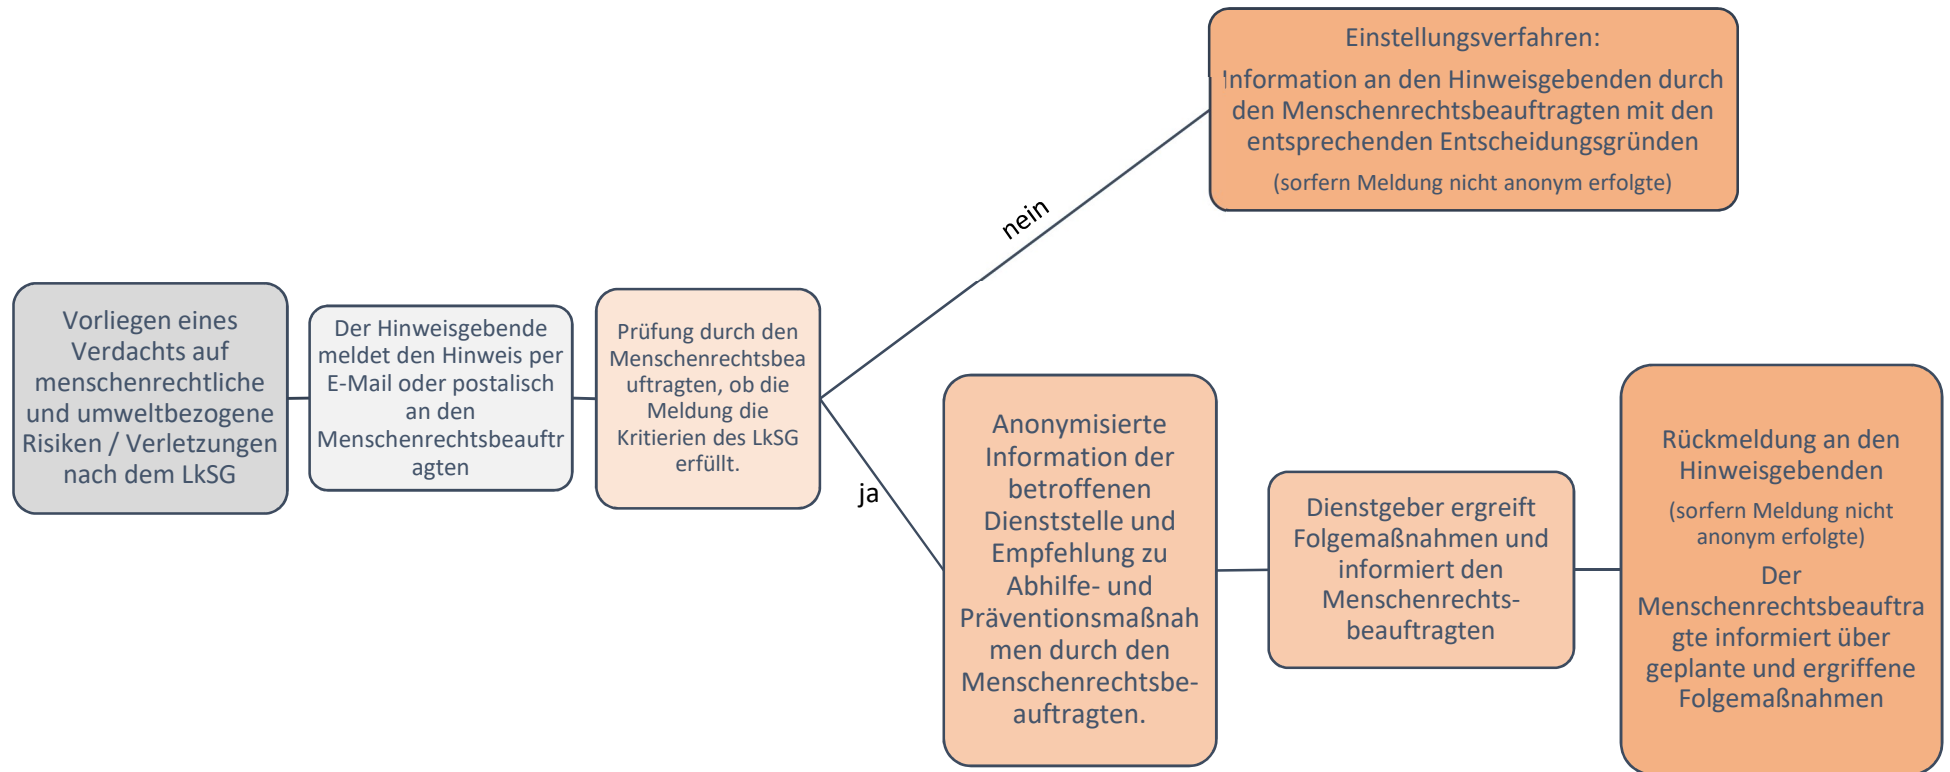 Einstellungsverfahren:
Information an den Hinweisgebenden durch
den Menschenrechtsbeauftragten mit den
entsprechenden Entscheidungsgründen
(sorfern Meldung nicht anonym erfolgte)
nein
Vorliegen eines
Verdachts auf
menschenrechtliche
und umweltbezogene
Risiken / Verletzungen
nach dem LkSG
Der Hinweisgebende
meldet den Hinweis per
E-Mail oder postalisch
an den
Menschenrechtsbeauftr
agten
Prüfung durch den
Menschenrechtsbea
uftragten, ob die
Meldung die
Kritierien des LkSG
erfüllt.
ja
Anonymisierte
Information der
betroffenen
Dienststelle und
Empfehlung zu
Abhilfe- und
Präventionsmaßnah
men durch den
Menschenrechtsbe-
auftragten.
Dienstgeber ergreift
Folgemaßnahmen und
informiert den
Menschenrechts-
beauftragten
Rückmeldung an den
Hinweisgebenden
(sorfern Meldung nicht
anonym erfolgte)
Der
Menschenrechtsbeauftra
gte informiert über
geplante und ergriffene
Folgemaßnahmen